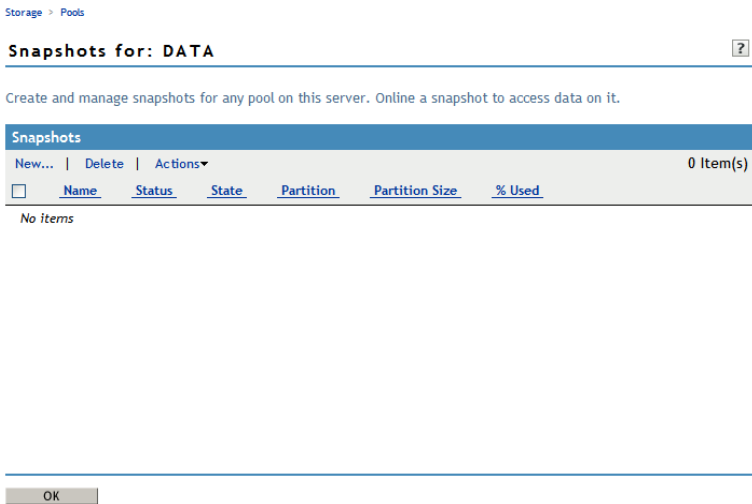 Storage > Pools
Snapshots for: DATA ?
Create and manage snapshots for any pool on this server. Online a snapshot to access data on it.
Snapshots
New... | Delete | Actions 0 Item(s)
Name Status State Partition Partition Size % Used
No items
OK